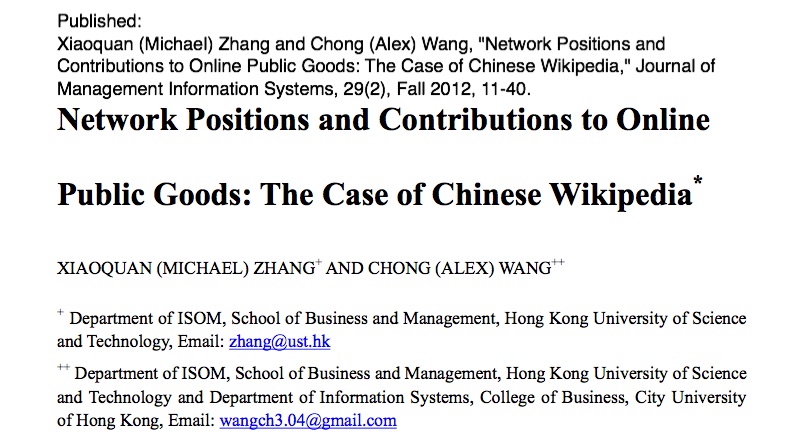 Published:
Xiaoquan (Michael) Zhang and Chong (Alex) Wang, "Network Positions and
Contributions to Online Public Goods: The Case of Chinese Wikipedia," Journal of
Management Information Systems, 29(2), Fall 2012, 11-40.
Network Positions and Contributions to Online
Public Goods: The Case of Chinese Wikipedia*
XIAOQUAN (MICHAEL) ZHANG+ AND CHONG (ALEX) WANG++
+ Department of ISOM, School of Business and Management, Hong Kong University of Science
and Technology, Email: zhang@ust.hk
++ Department of ISOM, School of Business and Management, Hong Kong University of Science
and Technology and Department of Information Systems, College of Business, City University
of Hong Kong, Email: wangch3.04@gmail.com